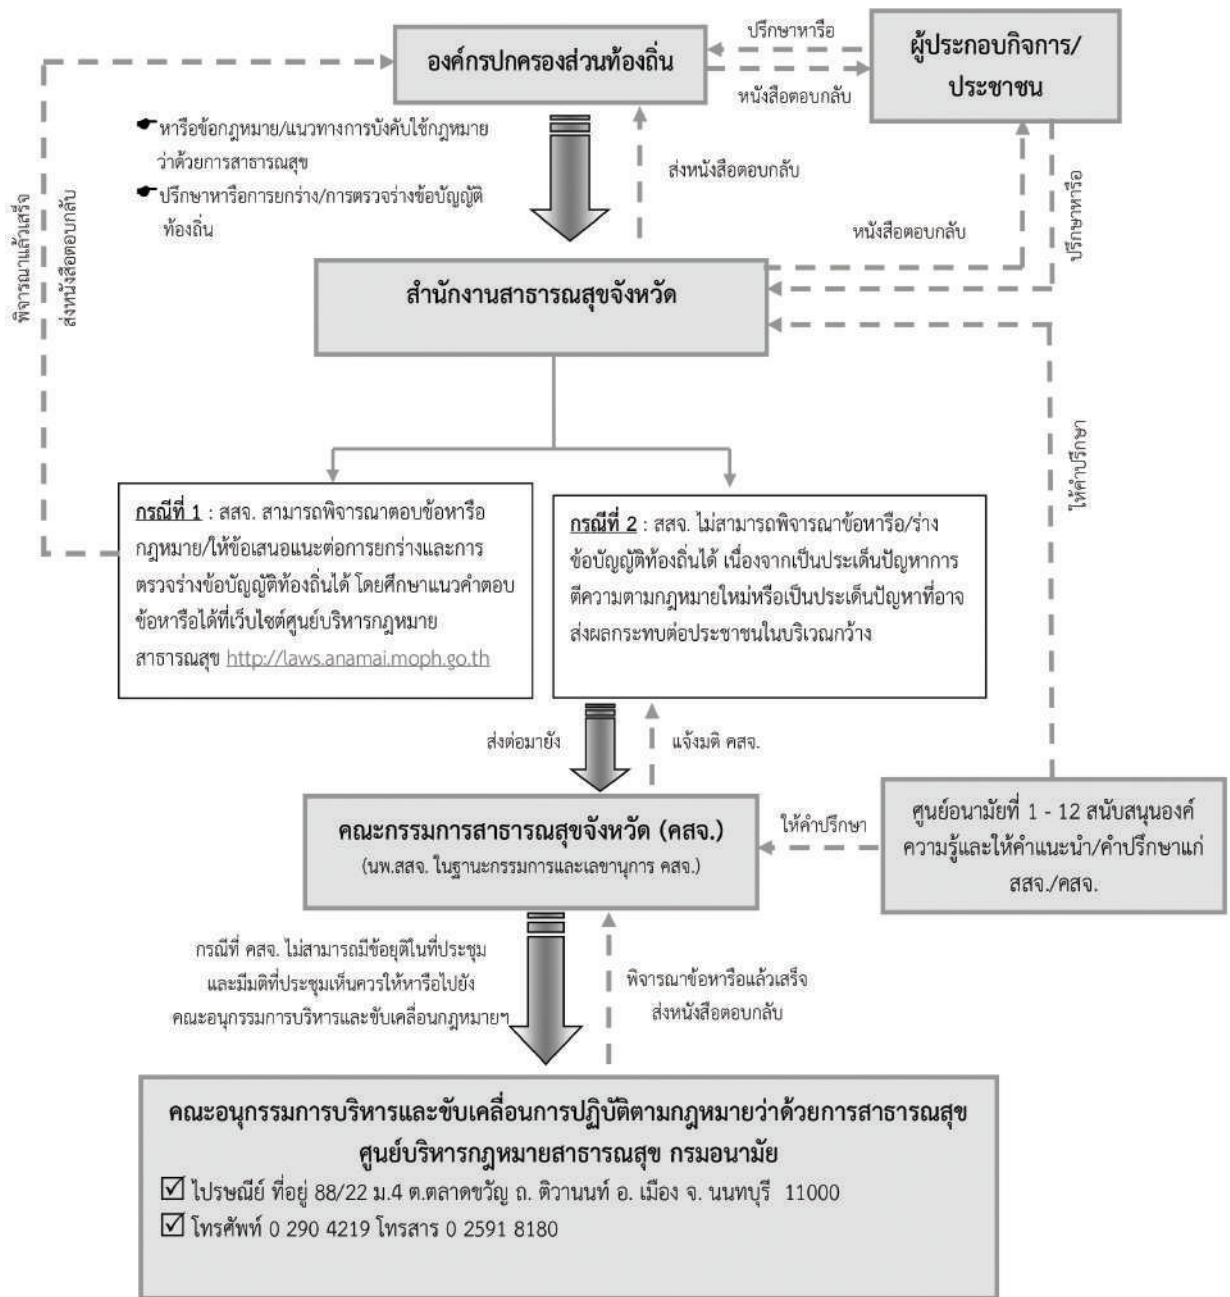 องค์กรปกครองส่วนท้องถิ่น
ปรึกษาหารือ
หนังสือตอบกลับ
ผู้ประกอบกิจการ/
ประชาชน
☛หารือข้อกฎหมาย/แนวทางการบังคับใช้กฎหมาย
ว่าด้วยการสาธารณสุข
☛ปรึกษาหารือการยกร่าง/การตรวจร่างข้อบัญญัติ
ท้องถิ่น
ส่งหนังสือตอบกลับ
หนังสือตอบกลับ
ปรึกษาหารือ
พิจารณาแล้วเสร็จ
ส่งหนังสือตอบกลับ
สำนักงานสาธารณสุขจังหวัด
ให้คำปรึกษา
กรณีที่ 1 : สสจ. สามารถพิจารณาตอบข้อหารือ
กฎหมาย/ให้ข้อเสนอแนะต่อการยกร่างและการ
ตรวจร่างข้อบัญญัติท้องถิ่นได้ โดยศึกษาแนวคำตอบ
ข้อหารือได้ที่เว็บไซต์ศูนย์บริหารกฎหมาย
สาธารณสุข http://laws.anamai.moph.go.th
กรณีที่ 2 : สสจ. ไม่สามารถพิจารณาข้อหารือ/ร่าง
ข้อบัญญัติท้องถิ่นได้ เนื่องจากเป็นประเด็นปัญหาการ
ตีความตามกฎหมายใหม่หรือเป็นประเด็นปัญหาที่อาจ
ส่งผลกระทบต่อประชาชนในบริเวณกว้าง
ส่งต่อมายัง
แจ้งมติ คสจ.
คณะกรรมการสาธารณสุขจังหวัด (คสจ.)
(นพ.สสจ. ในฐานะกรรมการและเลขานุการ คสจ.)
ให้คำปรึกษา
ศูนย์อนามัยที่ 1 - 12 สนับสนุนองค์
ความรู้และให้คำแนะนำ/คำปรึกษาแก่
สสจ./คสจ.
กรณีที่ คสจ. ไม่สามารถมีข้อยุติในที่ประชุม
และมีมติที่ประชุมเห็นควรให้หารือไปยัง
คณะอนุกรรมการบริหารและขับเคลื่อนกฎหมายฯ
พิจารณาข้อหารือแล้วเสร็จ
ส่งหนังสือตอบกลับ
คณะอนุกรรมการบริหารและขับเคลื่อนการปฏิบัติตามกฎหมายว่าด้วยการสาธารณสุข
ศูนย์บริหารกฎหมายสาธารณสุข กรมอนามัย
☑ ไปรษณีย์ ที่อยู่ 88/22 ม.4 ต.ตลาดขวัญ ถ. ติวานนท์ อ. เมือง จ. นนทบุรี 11000
☑ โทรศัพท์ 0 290 4219 โทรสาร 0 2591 8180